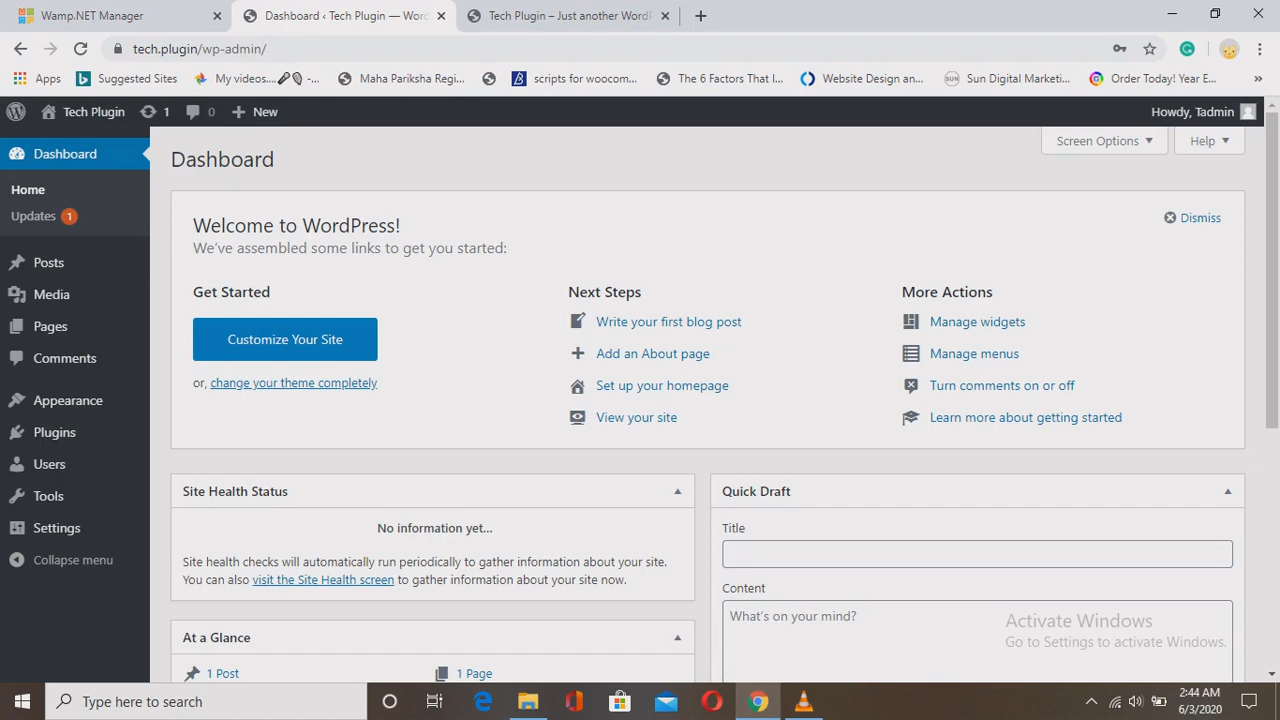 Wamp.NET Manager
Dashboard ‹ Tech Plugin — Word
Tech Plugin – Just another WordP
tech.plugin/wp-admin/
Apps
Suggested Sites
My videos....🎤🔑 -...
Maha Pariksha Regi...
scripts for woocom...
The 6 Factors That I...
Website Design an...
Sun Digital Marketi...
Order Today! Year E...
»
Tech Plugin
1
0
New
Howdy, Tadmin
Dashboard
Home
Updates 1
Posts
Media
Pages
Comments
Appearance
Plugins
Users
Tools
Settings
Collapse menu
Dashboard
Screen Options
Help
Welcome to WordPress!
Dismiss
We’ve assembled some links to get you started:
Get Started
Customize Your Site
or, change your theme completely
Next Steps
Write your first blog post
Add an About page
Set up your homepage
View your site
More Actions
Manage widgets
Manage menus
Turn comments on or off
Learn more about getting started
Site Health Status
No information yet...
Site health checks will automatically run periodically to gather information about your site.
You can also visit the Site Health screen to gather information about your site now.
At a Glance
1 Post
1 Page
Quick Draft
Title
Content
What’s on your mind?
Activate Windows
Go to Settings to activate Windows.
Type here to search
2:44 AM
6/3/2020